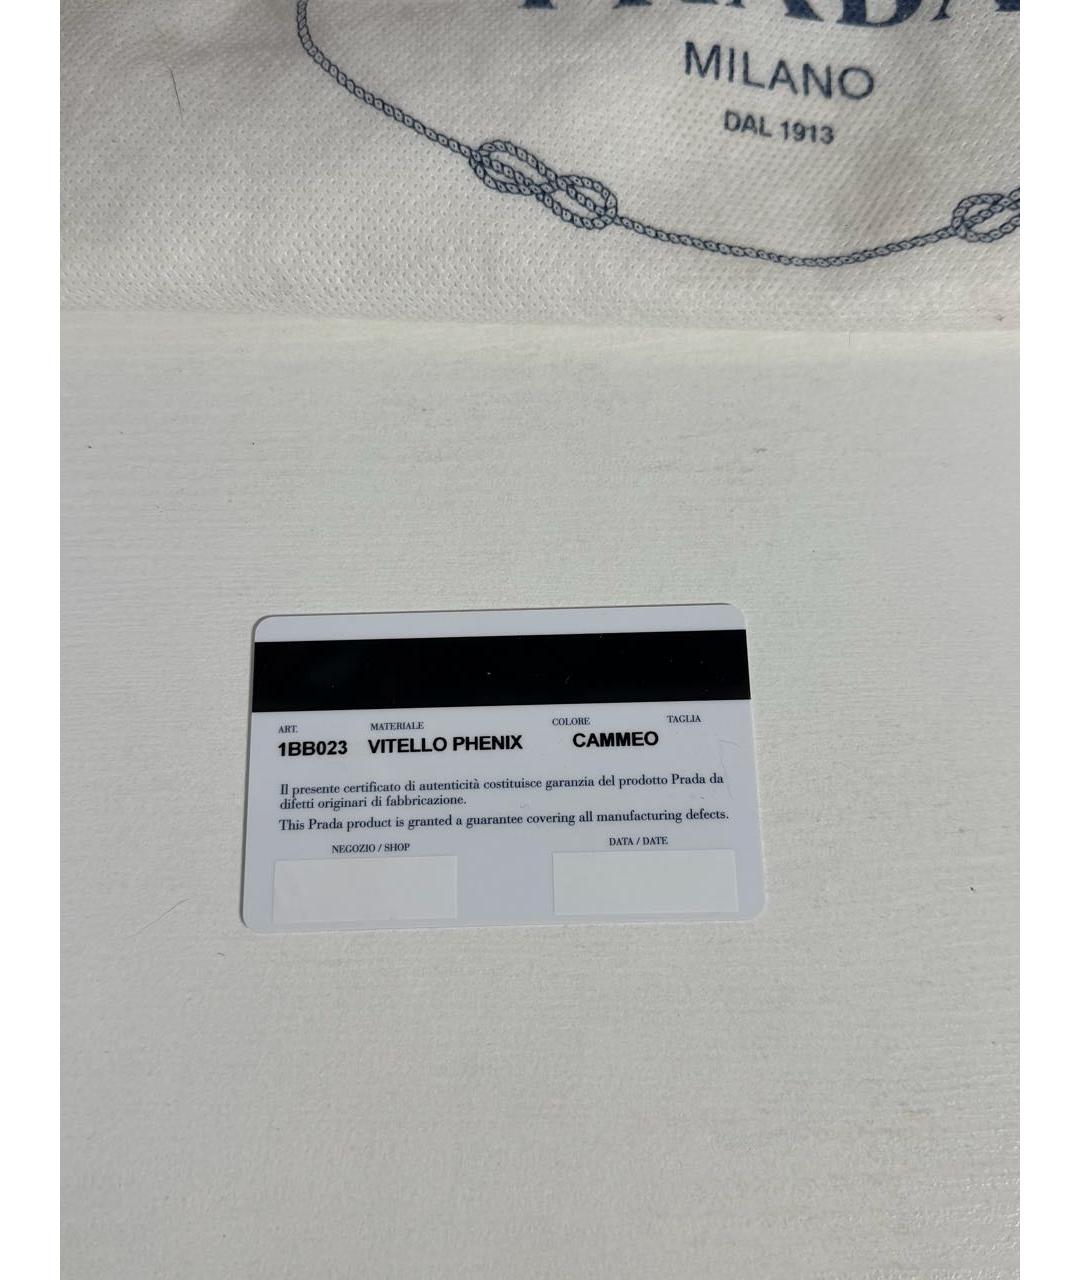 PRADA
MILANO
DAL 1913
ART. MATERIALE COLORE TAGLIA
1BB023 VITELLO PHENIX CAMMEO
Il presente certificato di autenticità costituisce garanzia del prodotto Prada da
difetti originari di fabbricazione.
This Prada product is granted a guarantee covering all manufacturing defects.
NEGOZIO / SHOP DATA / DATE